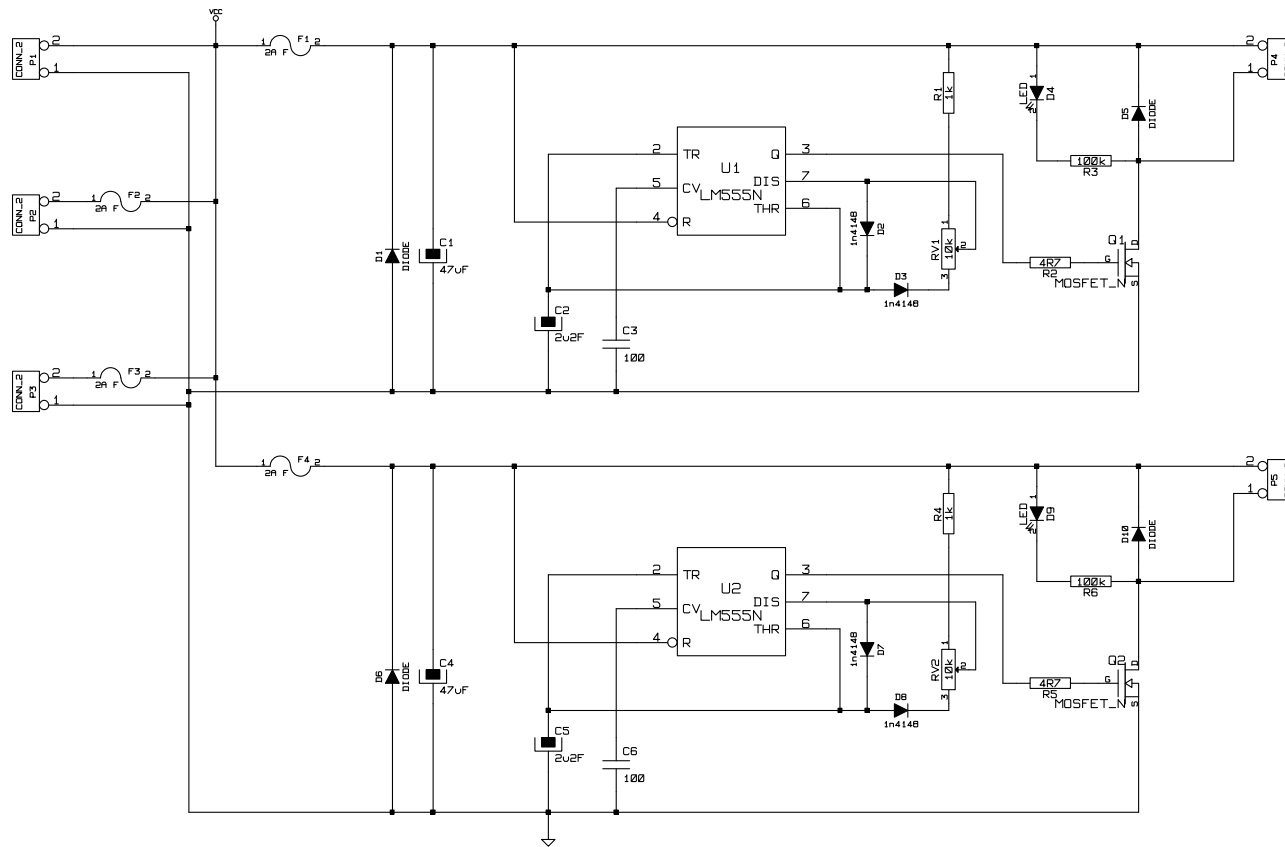 VCC
CONN_2
P1
2
1
1
F1
2
2A F
CONN_2
P2
2
1
1
F2
2
2A F
CONN_2
P3
2
1
1
F3
2
2A F
D1
DIODE
C1
47uF
C2
2u2F
C3
100
2
TR
5
CV
4
R
U1
LM555N
Q
3
DIS
7
THR
6
1n4148
D2
D3
1n4148
R1
1k
RV1
10k
1
2
3
LED
1
2
D4
100k
R3
D5
DIODE
4R7
R2
Q1
G
D
S
MOSFET_N
2
1
P4
1
F4
2
2A F
D6
DIODE
C4
47uF
C5
2u2F
C6
100
2
TR
5
CV
4
R
U2
LM555N
Q
3
DIS
7
THR
6
1n4148
D7
D8
1n4148
R4
1k
RV2
10k
1
2
3
LED
1
2
D9
100k
R6
D10
DIODE
4R7
R5
Q2
G
D
S
MOSFET_N
2
1
P5